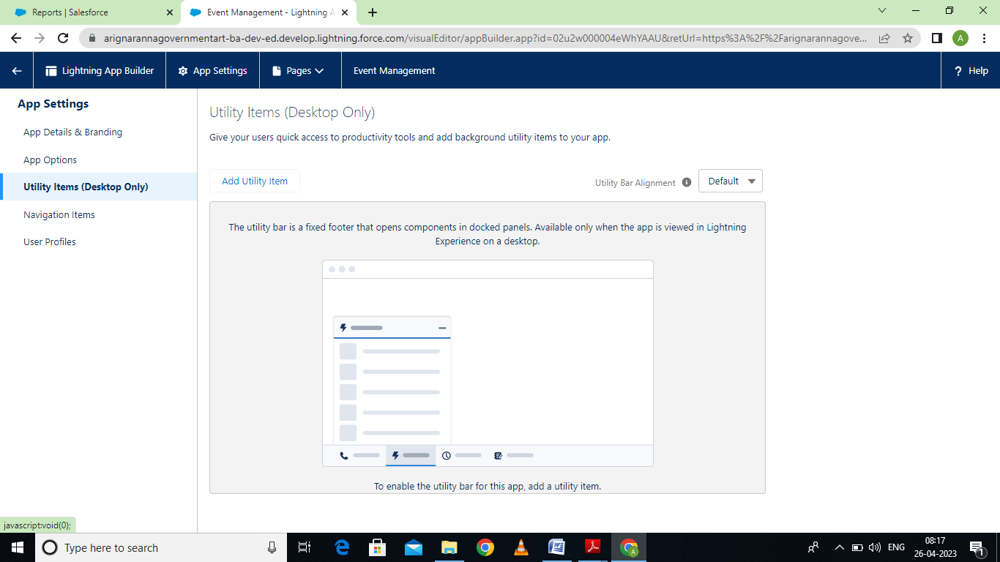 Reports | Salesforce
Event Management - Lightning A
arignarannagovernmentart-ba-dev-ed.develop.lightning.force.com/visualEditor/appBuilder.app?id=02u2w000004eWhYAAU&retUrl=https%3A%2F%2Farignarannagove...
A
Lightning App Builder
App Settings
Pages
Event Management
? Help
App Settings
App Details & Branding
App Options
Utility Items (Desktop Only)
Navigation Items
User Profiles
Utility Items (Desktop Only)
Give your users quick access to productivity tools and add background utility items to your app.
Add Utility Item
Utility Bar Alignment
Default
The utility bar is a fixed footer that opens components in docked panels. Available only when the app is viewed in Lightning
Experience on a desktop.
To enable the utility bar for this app, add a utility item.
javascript:void(0);
Type here to search
ENG
08:17
26-04-2023
1